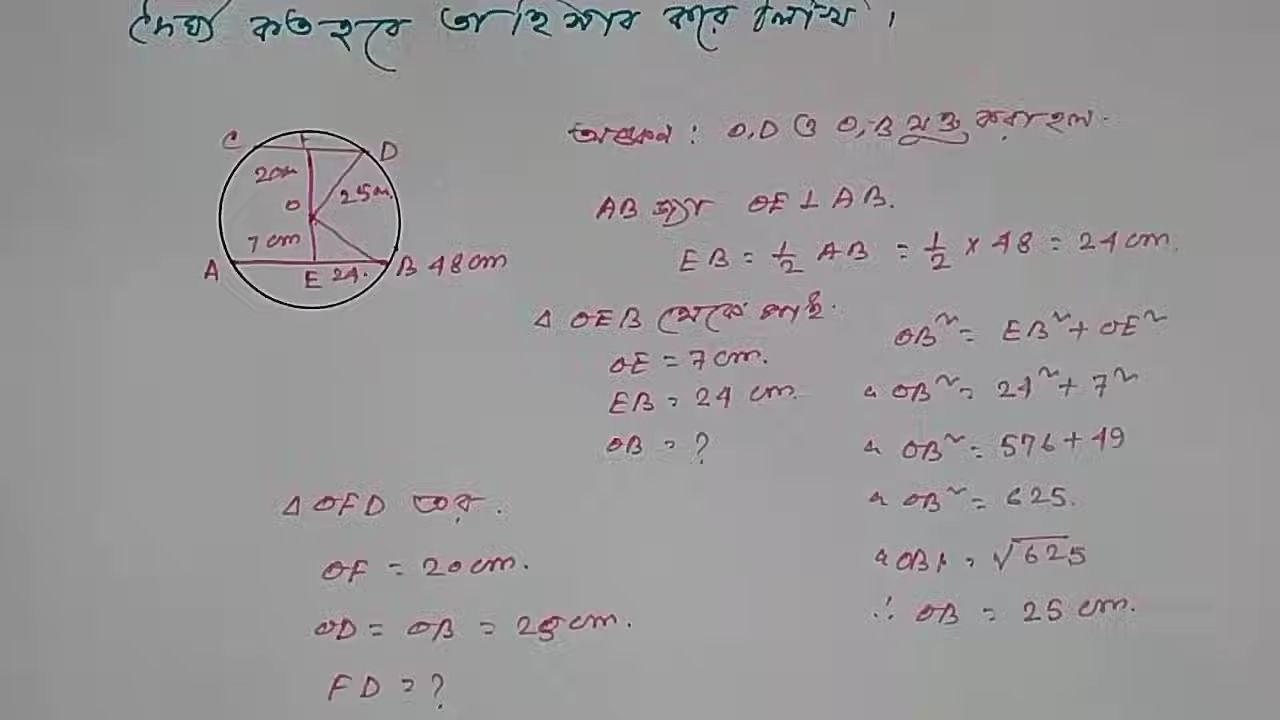 দৈর্ঘ্য কত হবে তা হিসাব করে লিখি।
C F D
20cm
O 25cm.
7cm
A E 24. B 48cm
অঙ্কন : O,D ও O,B যুক্ত করা হল.
AB জ্যা OE ⊥ AB.
EB = 1/2 AB = 1/2 × 48 = 24 cm.
△ OEB থেকে পাই.
OE = 7cm.
EB = 24 cm.
OB = ?
OB² = EB² + OE²
বা OB² = 24² + 7²
বা OB² = 576 + 49
বা OB² = 625.
বা OB = √625
∴ OB = 25 cm.
△ OFD এর.
OF = 20cm.
OD = OB = 25cm.
FD = ?